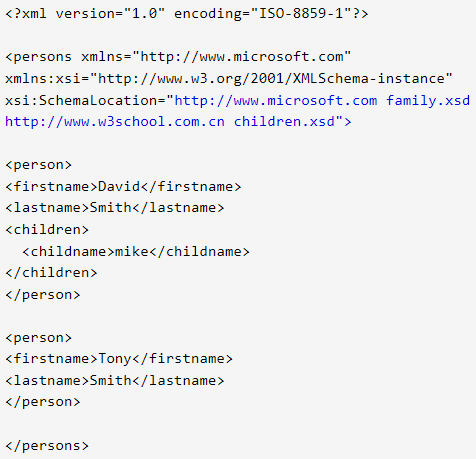 <?xml version="1.0" encoding="ISO-8859-1"?>
<persons xmlns="http://www.microsoft.com"
xmlns:xsi="http://www.w3.org/2001/XMLSchema-instance"
xsi:SchemaLocation="http://www.microsoft.com family.xsd
http://www.w3school.com.cn children.xsd">
<person>
<firstname>David</firstname>
<lastname>Smith</lastname>
<children>
  <childname>mike</childname>
</children>
</person>
<person>
<firstname>Tony</firstname>
<lastname>Smith</lastname>
</person>
</persons>